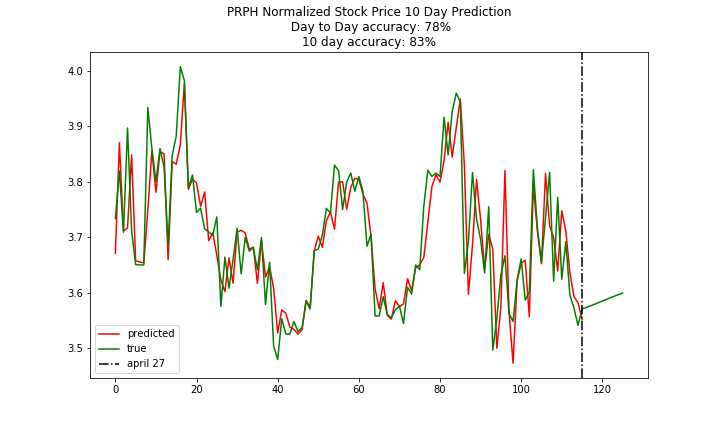 PRPH Normalized Stock Price 10 Day Prediction
Day to Day accuracy: 78%
10 day accuracy: 83%
4.0
3.9
3.8
3.7
3.6
3.5
predicted
true
april 27
0
20
40
60
80
100
120